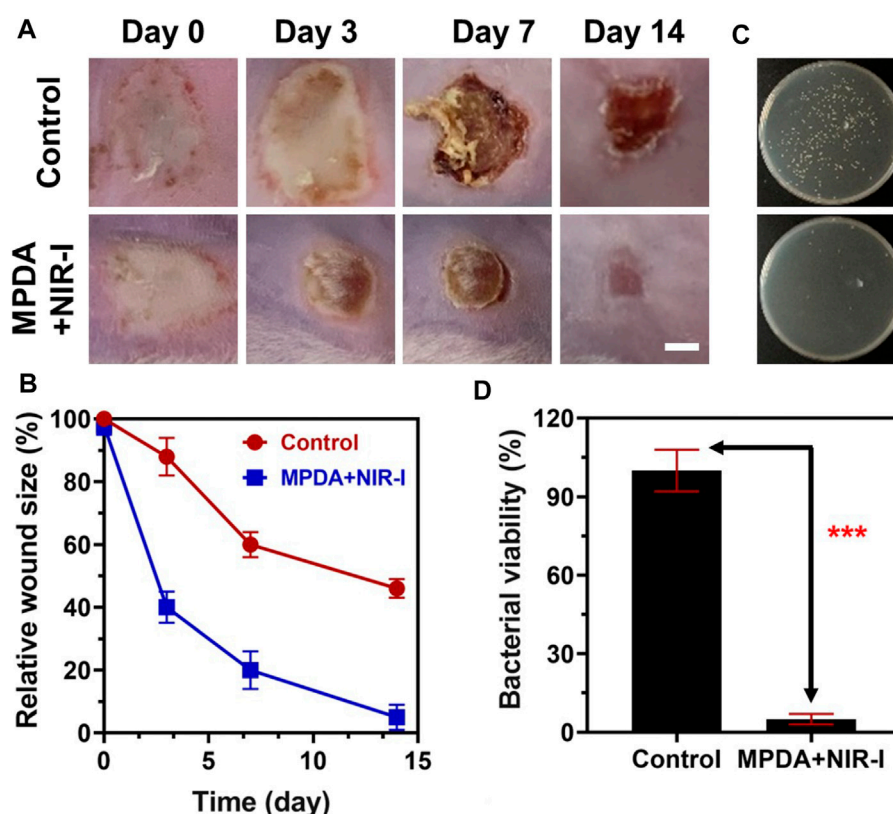 A
Day 0 Day 3 Day 7 Day 14
C
Control
MPDA
+NIR-I
B
Relative wound size (%)
100
80
60
40
20
0
0 5 10 15
Time (day)
Control
MPDA+NIR-I
D
Bacterial viability (%)
120
90
60
30
0
***
Control MPDA+NIR-I